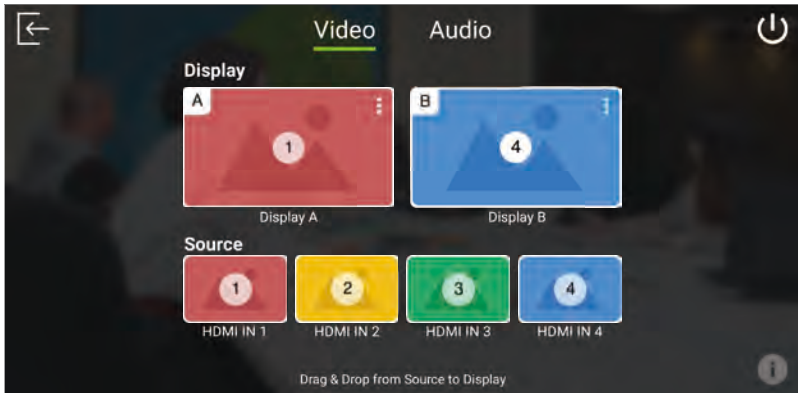 Video Audio
Display
A B
1 4
Display A Display B
Source
1 2 3 4
HDMI IN 1 HDMI IN 2 HDMI IN 3 HDMI IN 4
Drag & Drop from Source to Display
i